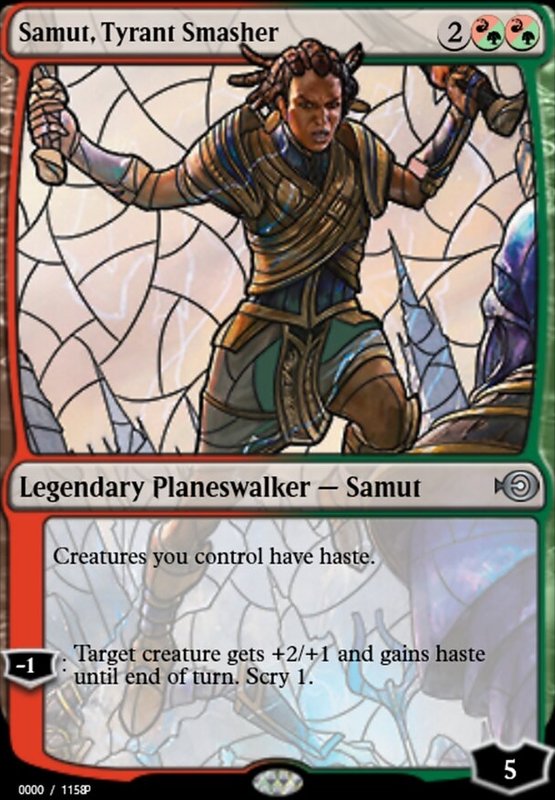 Samut, Tyrant Smasher 2
Legendary Planeswalker — Samut
Creatures you control have haste.
-1 : Target creature gets +2/+1 and gains haste
until end of turn. Scry 1.
5
0000 / 1158P